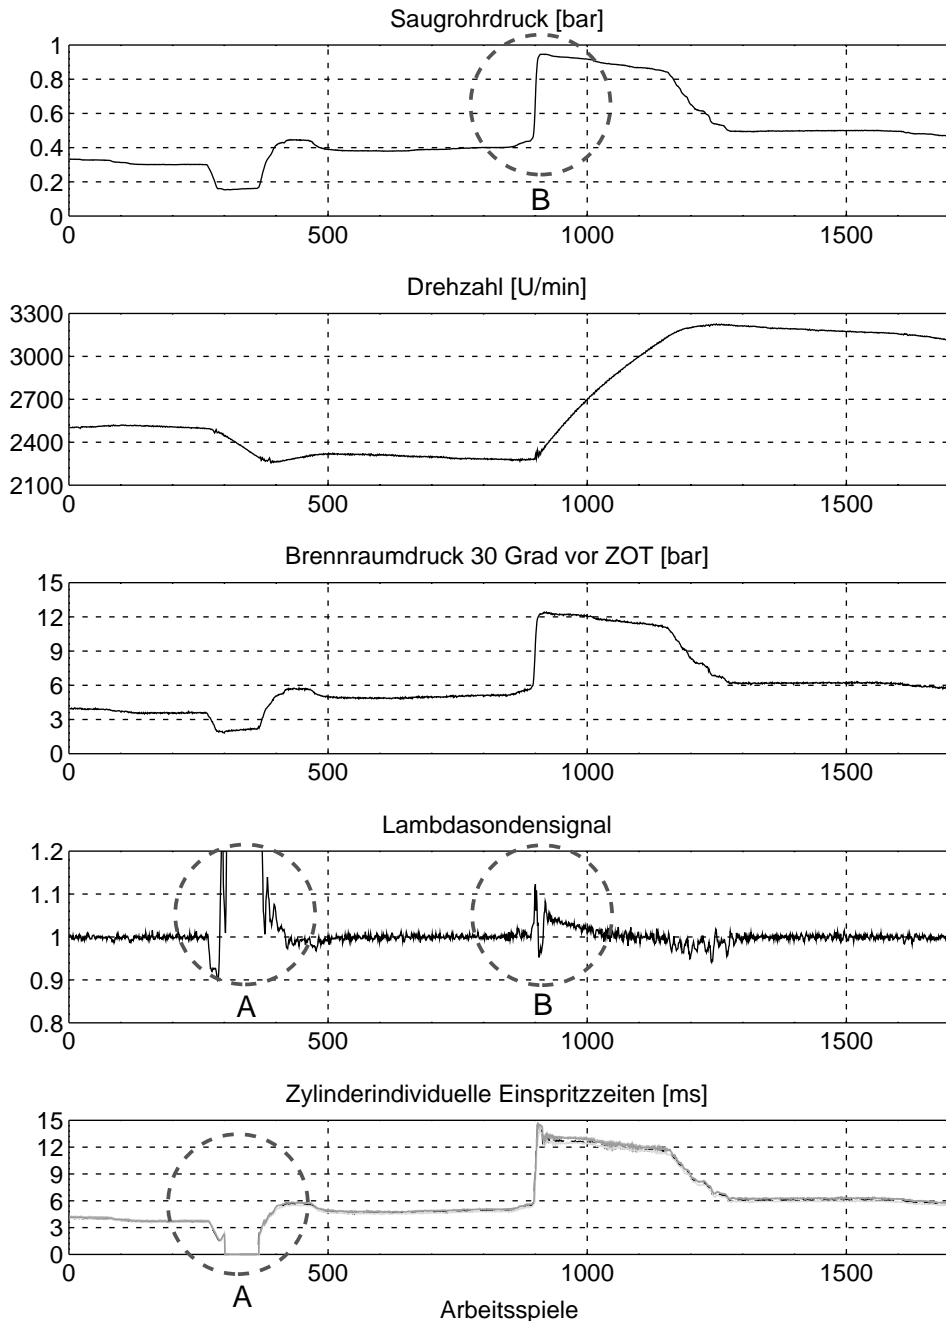 Saugrohrdruck [bar]
1
0.8
0.6
0.4
0.2
0
0 500 1000 1500
B
Drehzahl [U/min]
3300
3000
2700
2400
2100
0 500 1000 1500
Brennraumdruck 30 Grad vor ZOT [bar]
15
12
9
6
3
0
0 500 1000 1500
Lambdasondensignal
1.2
1.1
1
0.9
0.8
A B
0 500 1000 1500
Zylinderindividuelle Einspritzzeiten [ms]
15
12
9
6
3
0
0 500 1000 1500
A
Arbeitsspiele